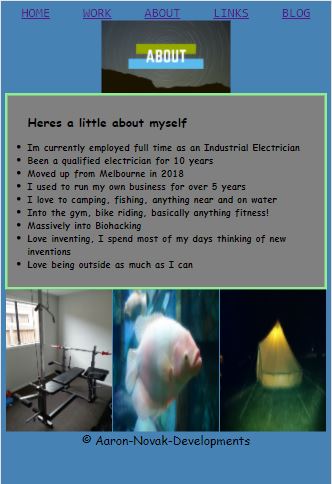 HOME WORK ABOUT LINKS BLOG
ABOUT
Heres a little about myself
Im currently employed full time as an Industrial Electrician
Been a qualified electrician for 10 years
Moved up from Melbourne in 2018
I used to run my own business for over 5 years
I love to camping, fishing, anything near and on water
Into the gym, bike riding, basically anything fitness!
Massively into Biohacking
Love inventing, I spend most of my days thinking of new
inventions
Love being outside as much as I can
© Aaron-Novak-Developments